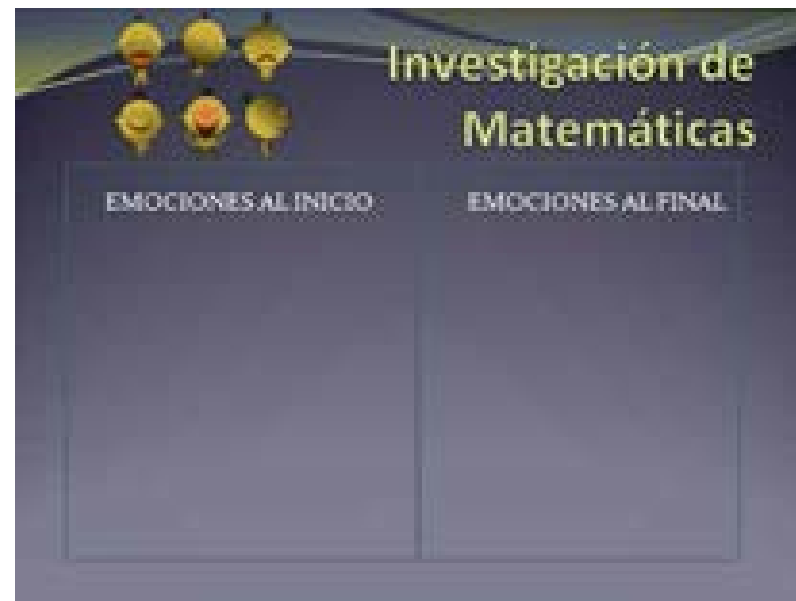 Investigación de
Matemáticas
EMOCIONES AL INICIO
EMOCIONES AL FINAL